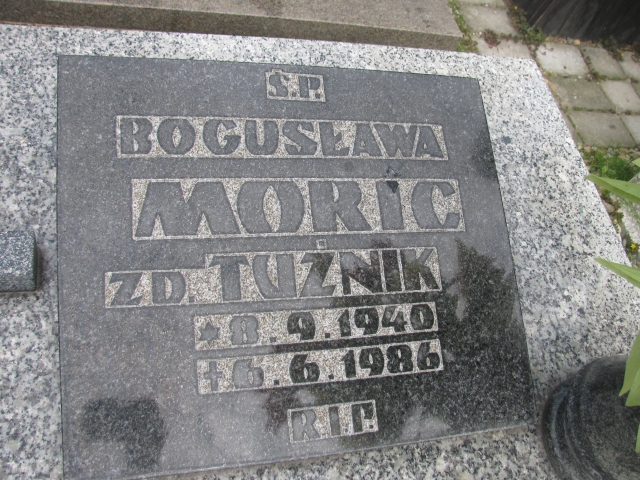 Ś.P.
BOGUSŁAWA
MORIC
ZD. TUŻNIK
* 8.9.1940
† 6.6.1986
R.I.P.